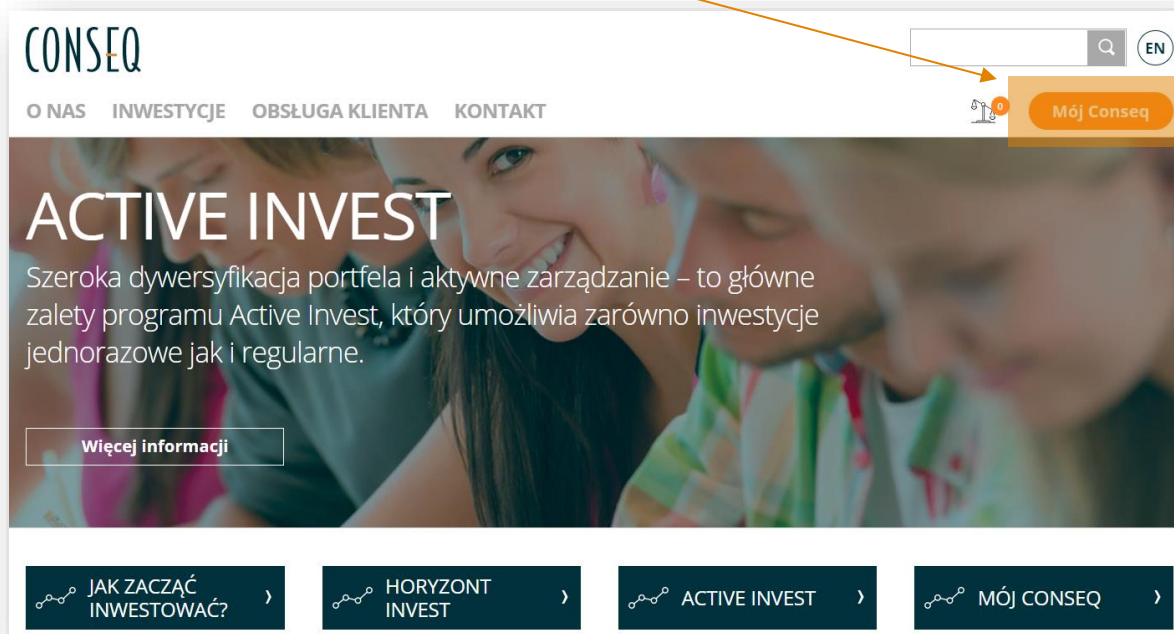 CONSEQ
EN
O NAS INWESTYCJE OBSŁUGA KLIENTA KONTAKT
0
Mój Conseq
ACTIVE INVEST
Szeroka dywersyfikacja portfela i aktywne zarządzanie – to główne
zalety programu Active Invest, który umożliwia zarówno inwestycje
jednorazowe jak i regularne.
Więcej informacji
JAK ZACZĄĆ
INWESTOWAĆ?
HORYZONT
INVEST
ACTIVE INVEST
MÓJ CONSEQ